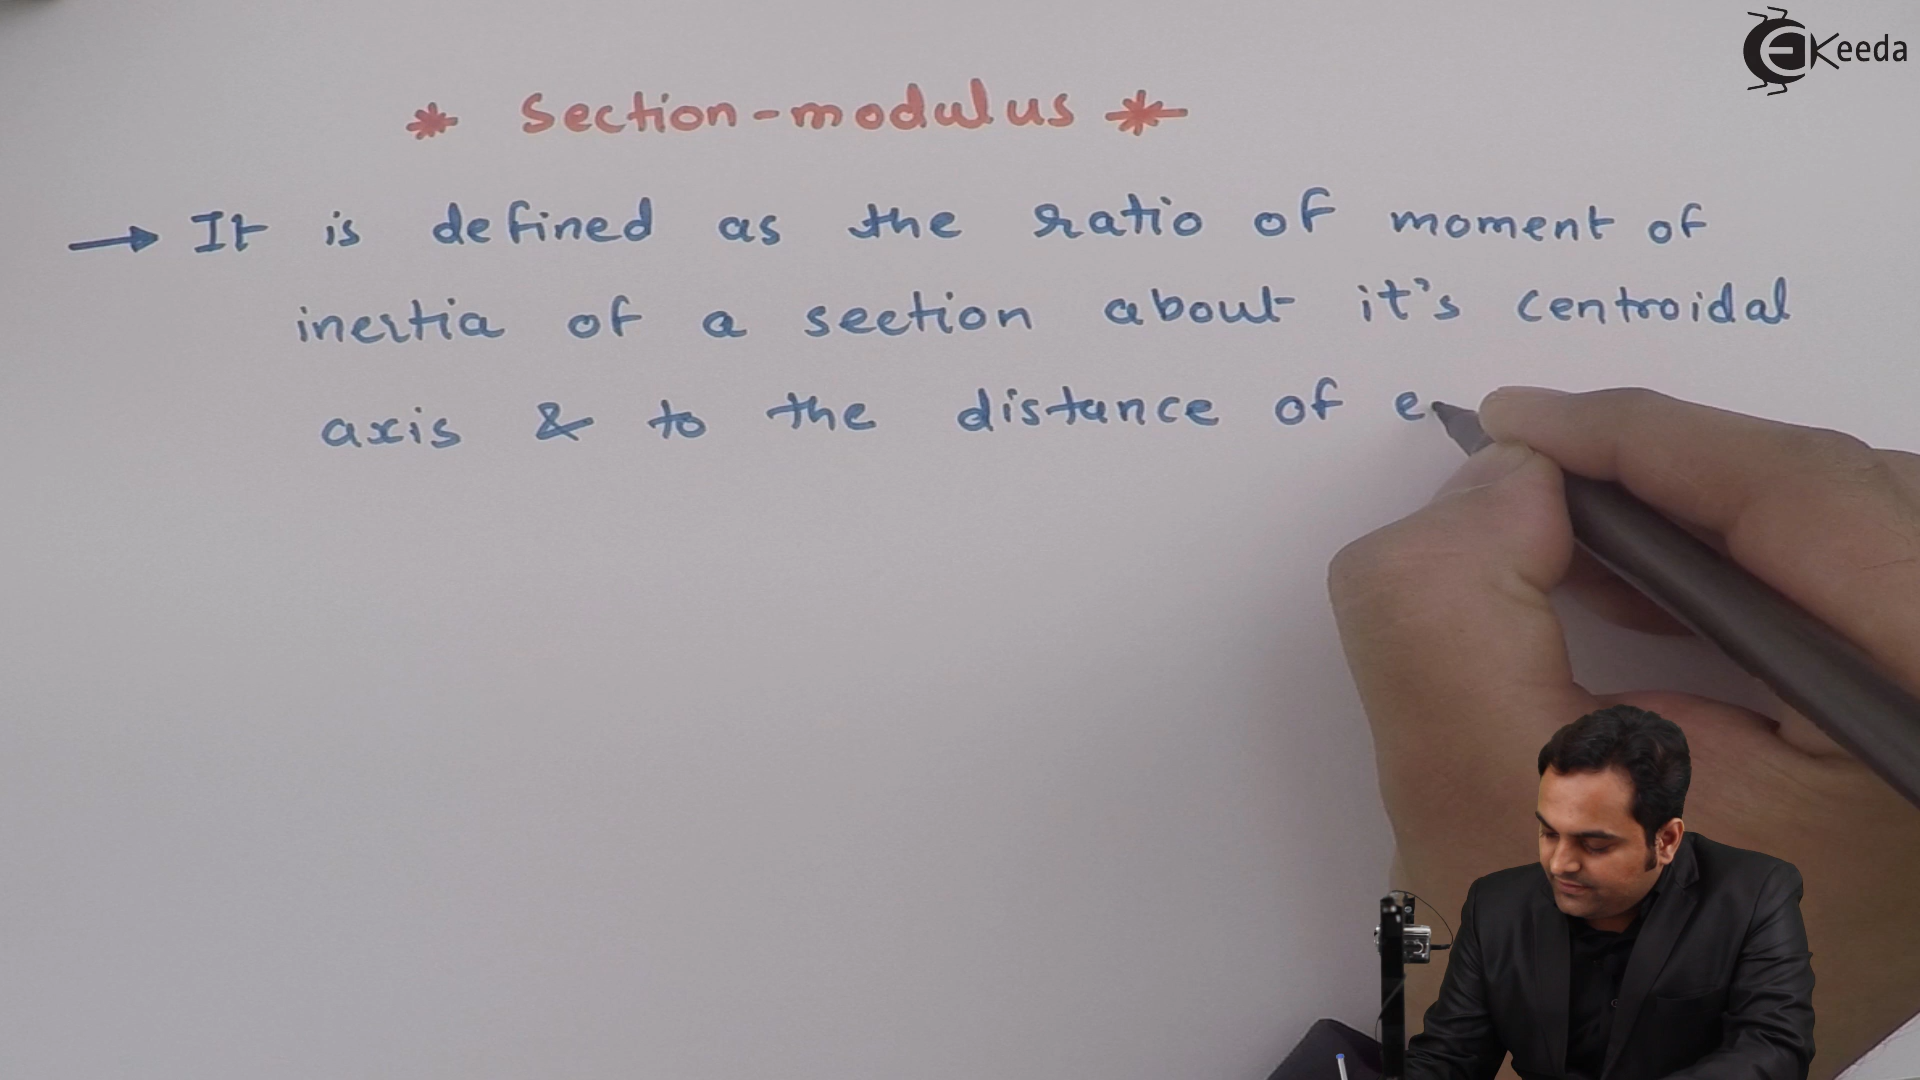 EKeeda
* Section-modulus *
→ It is defined as the ratio of moment of
inertia of a section about it's centroidal
axis & to the distance of e